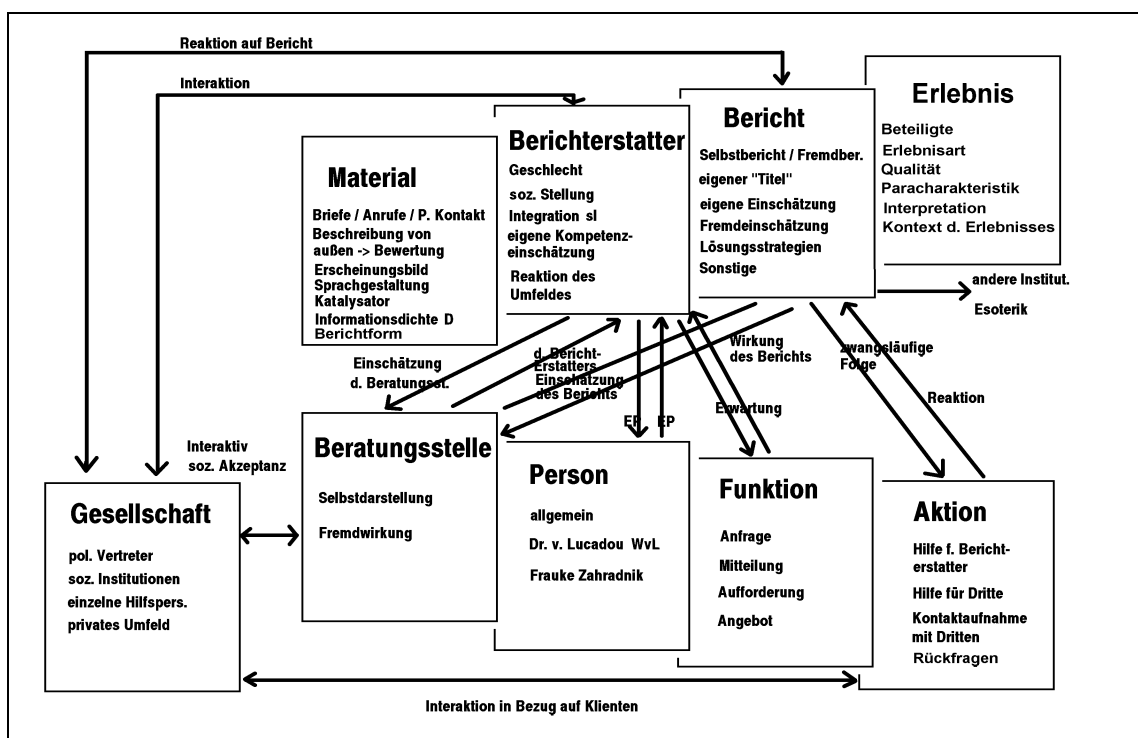 Reaktion auf Bericht
Interaktion
Material
Briefe / Anrufe / P. Kontakt
Beschreibung von
außen -> Bewertung
Erscheinungsbild
Sprachgestaltung
Katalysator
Informationsdichte D
Berichtform
Berichterstatter
Geschlecht
soz. Stellung
Integration sl
eigene Kompetenz-
einschätzung
Reaktion des
Umfeldes
Bericht
Selbstbericht / Fremdber.
eigener "Titel"
eigene Einschätzung
Fremdeinschätzung
Lösungsstrategien
Sonstige
Erlebnis
Beteiligte
Erlebnisart
Qualität
Paracharakteristik
Interpretation
Kontext d. Erlebnisses
andere Institut.
Esoterik
Einschätzung
d. Beratungsst.
d. Bericht-
Erstatters
Einschätzung
des Berichts
EP
EP
Wirkung
des Berichts
Erwartung
zwangsläufige
Folge
Reaktion
Interaktiv
soz. Akzeptanz
Gesellschaft
pol. Vertreter
soz. Institutionen
einzelne Hilfspers.
privates Umfeld
Beratungsstelle
Selbstdarstellung
Fremdwirkung
Person
allgemein
Dr. v. Lucadou WvL
Frauke Zahradnik
Funktion
Anfrage
Mitteilung
Aufforderung
Angebot
Aktion
Hilfe f. Bericht-
erstatter
Hilfe für Dritte
Kontaktaufnahme
mit Dritten
Rückfragen
Interaktion in Bezug auf Klienten